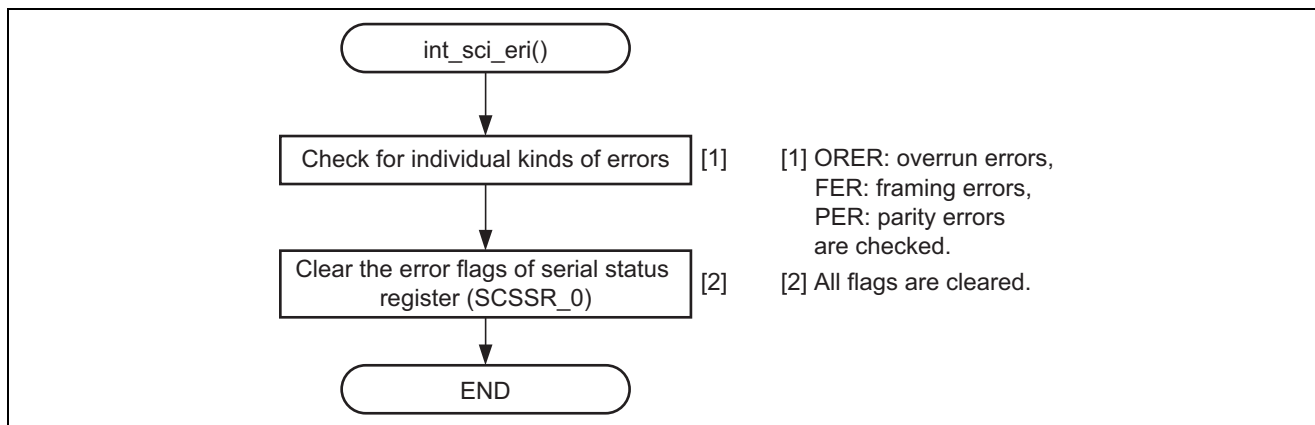 int_sci_eri()
Check for individual kinds of errors [1] [1] ORER: overrun errors,
FER: framing errors,
PER: parity errors
are checked.
Clear the error flags of serial status
register (SCSSR_0) [2] [2] All flags are cleared.
END